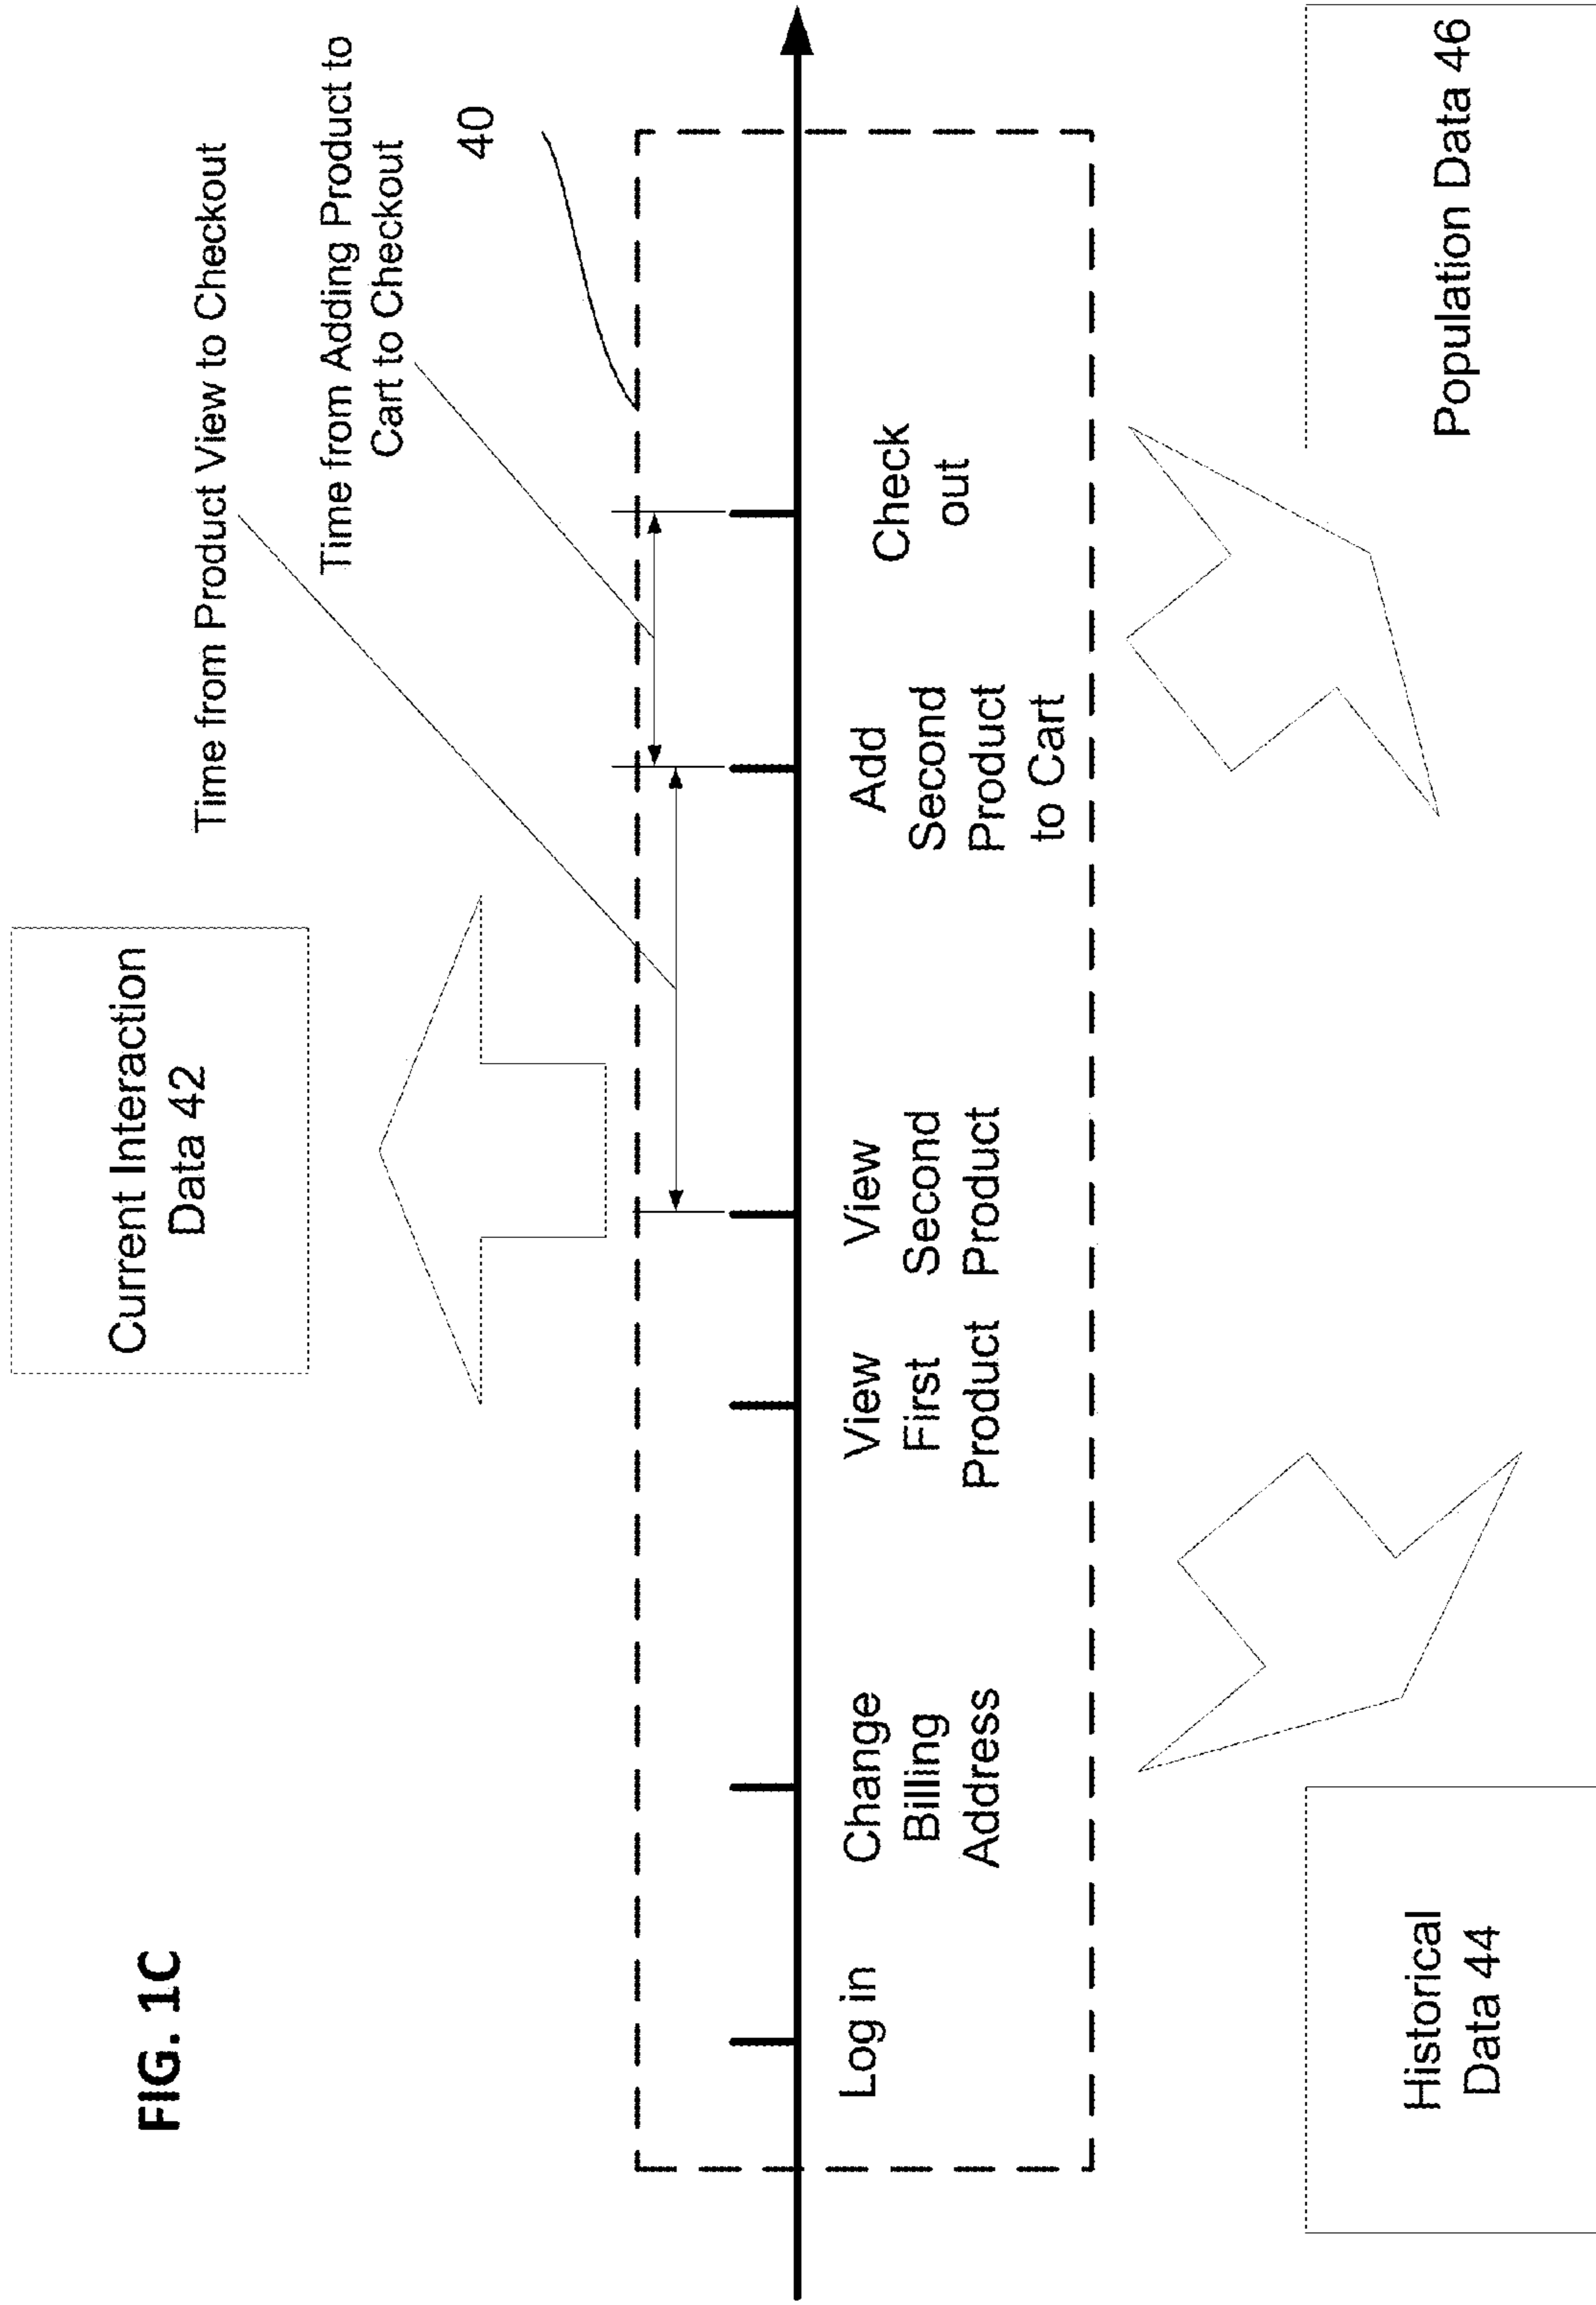 FIG. 1C
Current Interaction
Data 42
Time from Product View to Checkout
Time from Adding Product to
Cart to Checkout
40
Log in
Change
Billing
Address
View
First
Product
View
Second
Product
Add
Second
Product
to Cart
Check
out
Historical
Data 44
Population Data 46